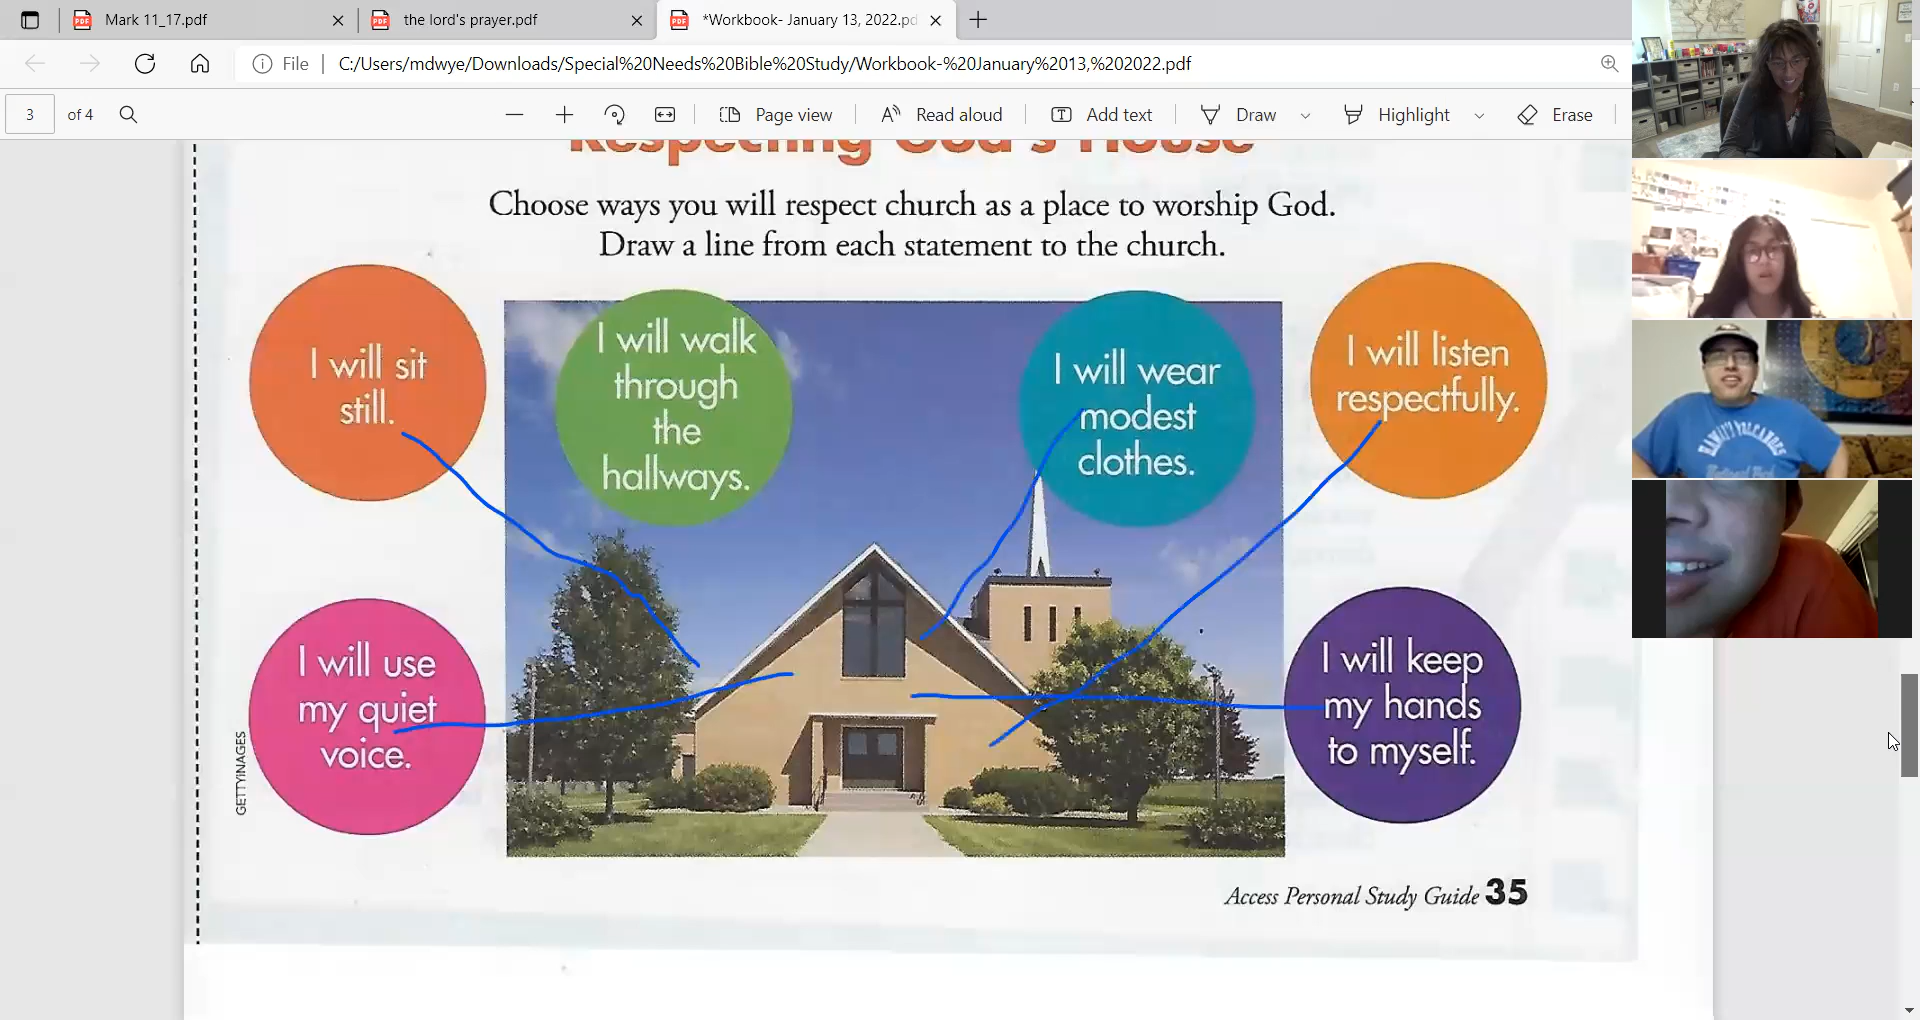 Mark 11_17.pdf
the lord's prayer.pdf
*Workbook- January 13, 2022.pd
File
C:/Users/mdwye/Downloads/Special%20Needs%20Bible%20Study/Workbook-%20January%2013,%202022.pdf
3 of 4
Page view
Read aloud
Add text
Draw
Highlight
Erase
Respecting God's House
Choose ways you will respect church as a place to worship God.
Draw a line from each statement to the church.
I will sit
still.
I will walk
through
the
hallways.
I will wear
modest
clothes.
I will listen
respectfully.
I will use
my quiet
voice.
I will keep
my hands
to myself.
GETTYIMAGES
Access Personal Study Guide 35